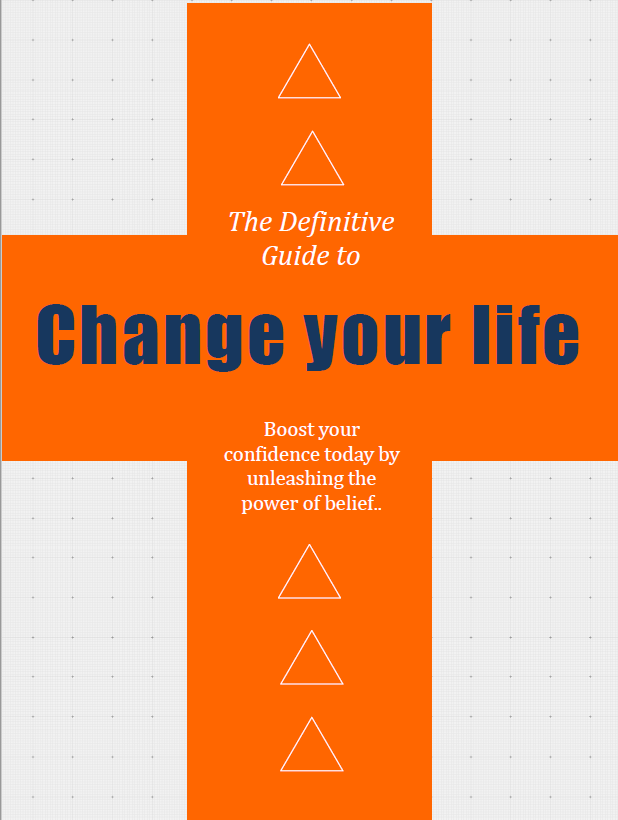 The Definitive
Guide to
Change your life
Boost your
confidence today by
unleashing the
power of belief..